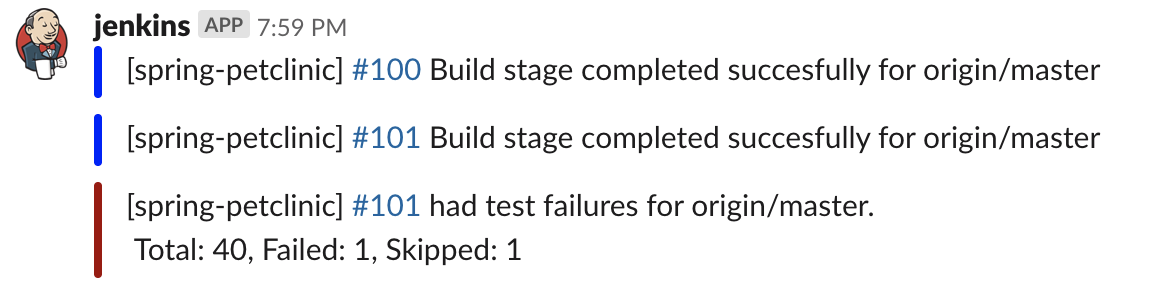 jenkins APP 7:59 PM
[spring-petclinic] #100 Build stage completed succesfully for origin/master
[spring-petclinic] #101 Build stage completed succesfully for origin/master
[spring-petclinic] #101 had test failures for origin/master.
Total: 40, Failed: 1, Skipped: 1